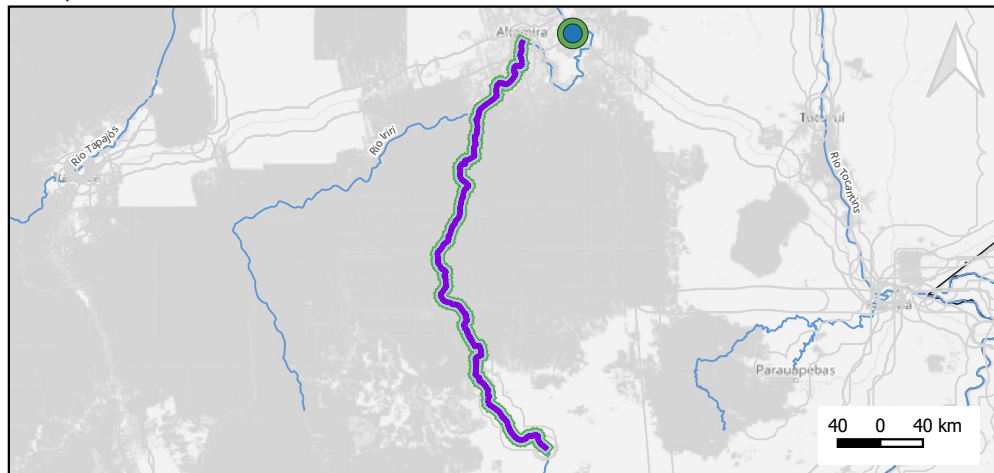 Altamira
Tucuruí
Rio Tapajós
Rio Iriri
Rio Tocantins
Parauapebas
40 0 40 km